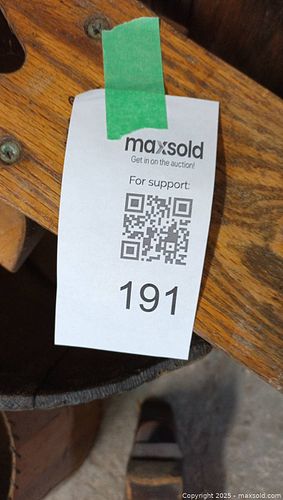 maxsold
Get in on the auction!
For support:
191
Copyright 2025 - maxsold.com